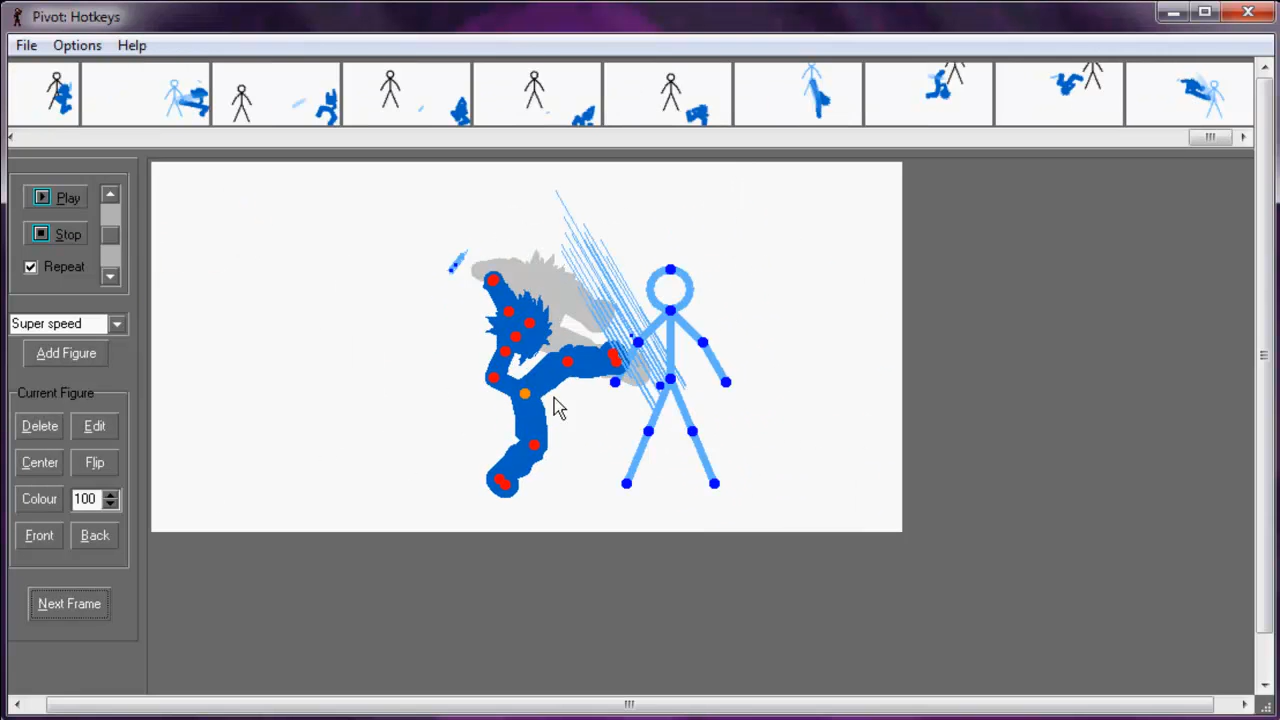 Pivot: Hotkeys
File Options Help
Play
Stop
Repeat
Super speed
Add Figure
Current Figure
Delete Edit
Center Flip
Colour 100
Front Back
Next Frame